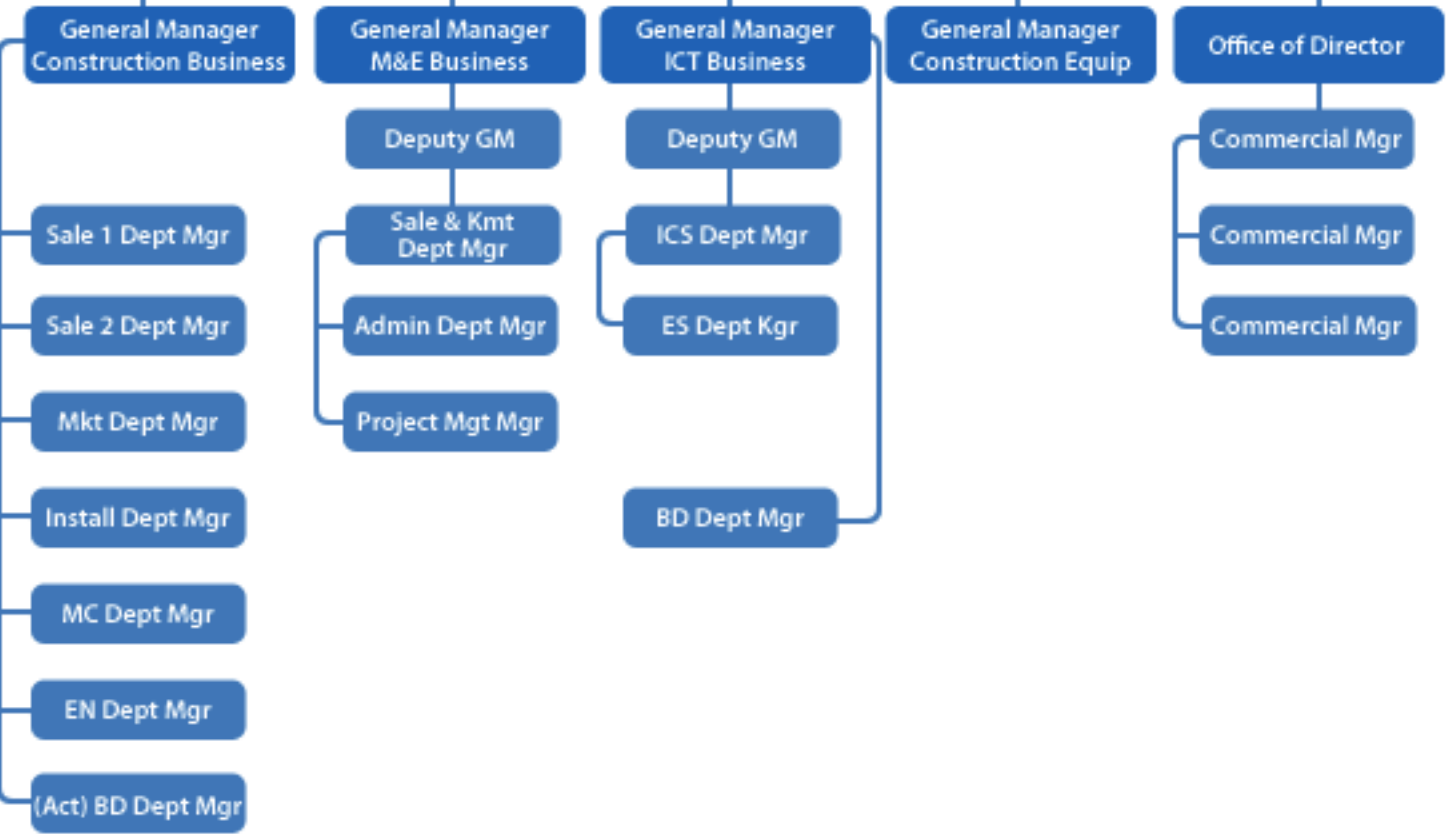 General Manager
Construction Business
General Manager
M&E Business
General Manager
ICT Business
General Manager
Construction Equip
Office of Director
Deputy GM
Deputy GM
Commercial Mgr
Sale 1 Dept Mgr
Sale & Kmt
Dept Mgr
ICS Dept Mgr
Commercial Mgr
Sale 2 Dept Mgr
Admin Dept Mgr
ES Dept Kgr
Commercial Mgr
Mkt Dept Mgr
Project Mgt Mgr
Install Dept Mgr
BD Dept Mgr
MC Dept Mgr
EN Dept Mgr
(Act) BD Dept Mgr